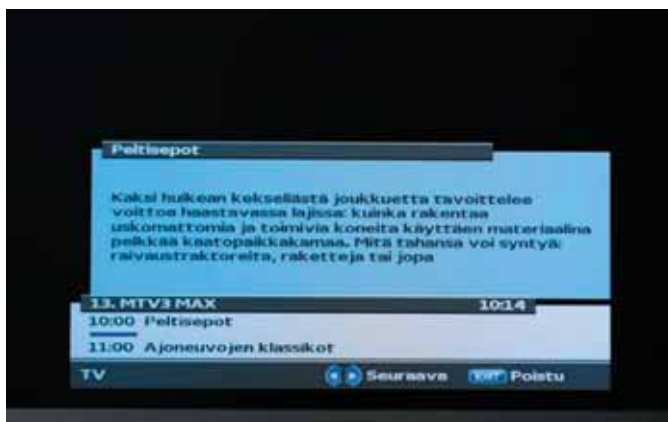 Peltisepot
Kaksi huikean kekseliästä joukkuetta tavoittelee
voittoa haastavassa lajissa: kuinka rakentaa
uskomattomia ja toimivia koneita käyttäen materiaalina
pelkkää kaatopaikkakamaa. Mitä tahansa voi syntyä:
raivaustraktoreita, raketteja tai jopa
13. MTV3 MAX 10:14
10:00 Peltisepot
11:00 Ajoneuvojen klassikot
TV Seuraava EXIT Poistu